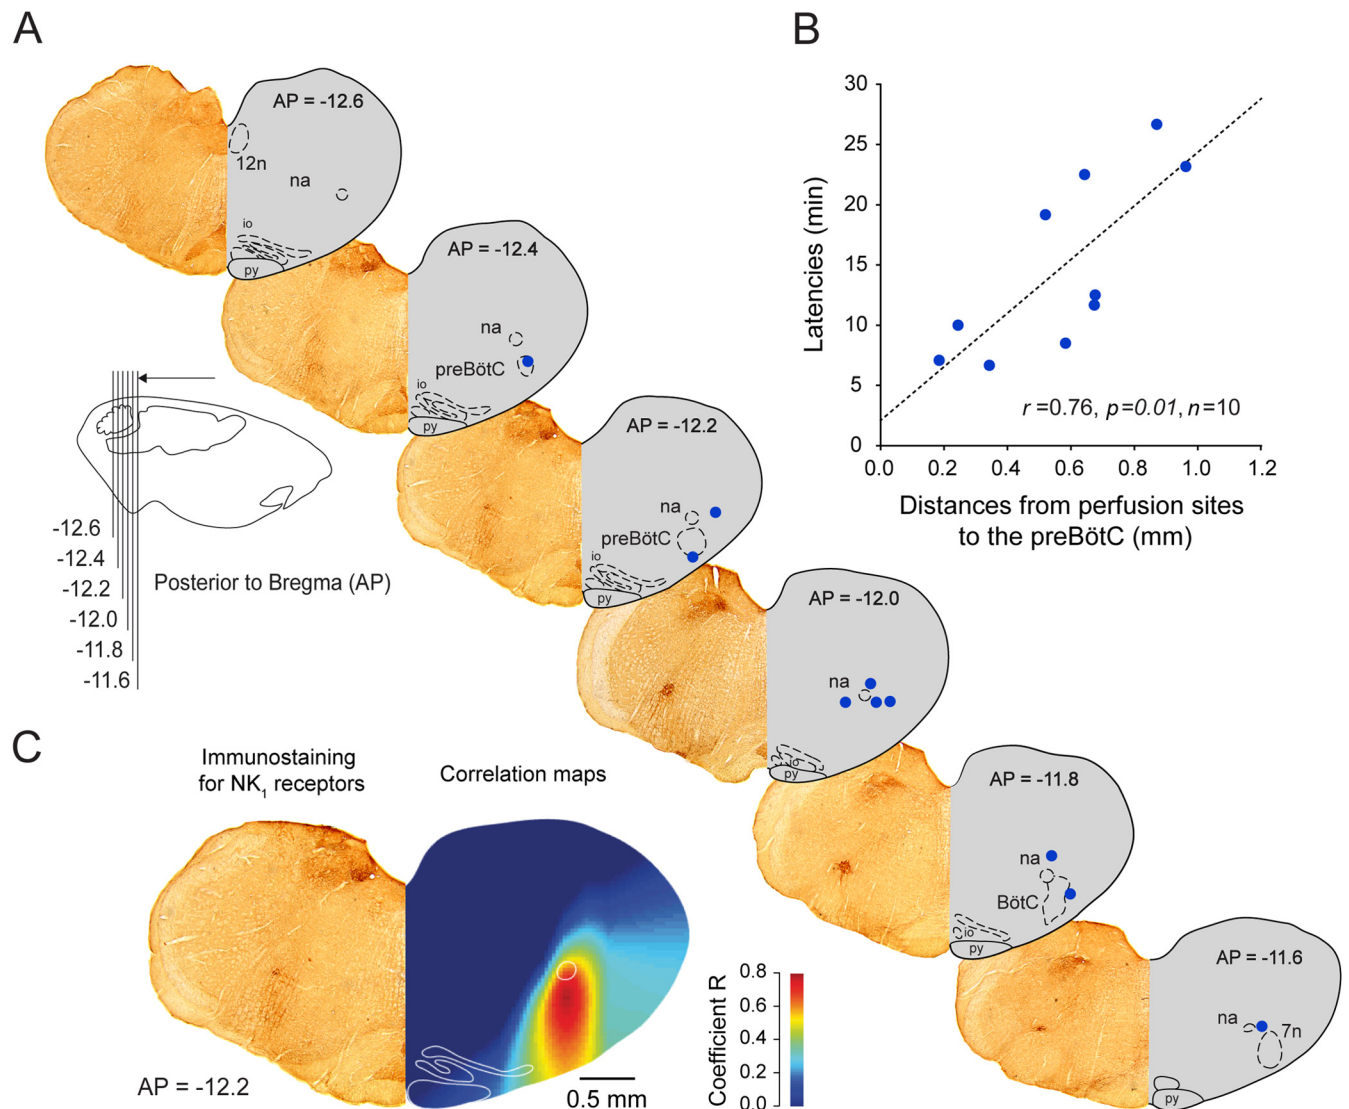 A
AP = -12.6
12n
na
io
py
AP = -12.4
na
preBötC
io
py
AP = -12.2
na
preBötC
io
py
AP = -12.0
na
io
py
AP = -11.8
na
BötC
io
py
AP = -11.6
na
7n
py
-12.6
-12.4
-12.2
-12.0
-11.8
-11.6
Posterior to Bregma (AP)
B
30
25
20
15
10
5
0
Latencies (min)
r=0.76, p=0.01, n=10
0.0 0.2 0.4 0.6 0.8 1.0 1.2
Distances from perfusion sites
to the preBötC (mm)
C
Immunostaining
for NK₁ receptors
Correlation maps
AP = -12.2
0.5 mm
Coefficient R
0.8
0.6
0.4
0.2
0.0